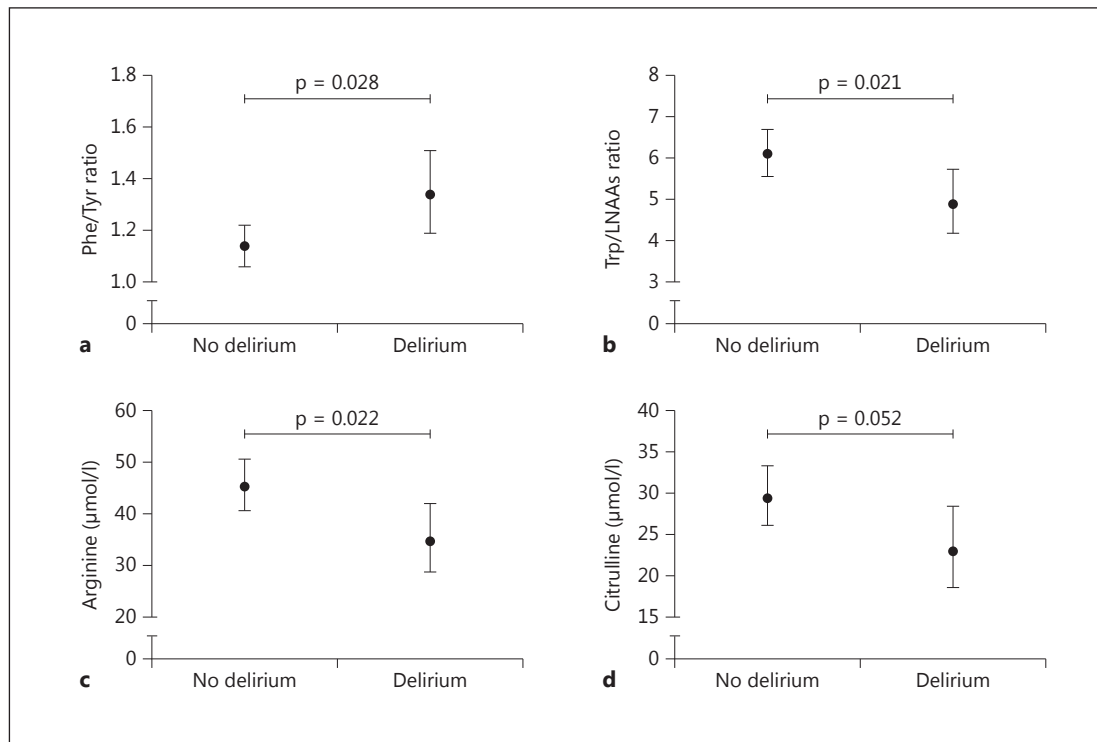 1.8
1.6
1.4
1.2
1.0
0
Phe/Tyr ratio
p = 0.028
No delirium
Delirium
a
8
7
6
5
4
3
0
Trp/LNAAs ratio
p = 0.021
No delirium
Delirium
b
60
50
40
30
20
0
Arginine (μmol/l)
p = 0.022
No delirium
Delirium
c
40
35
30
25
20
15
0
Citrulline (μmol/l)
p = 0.052
No delirium
Delirium
d